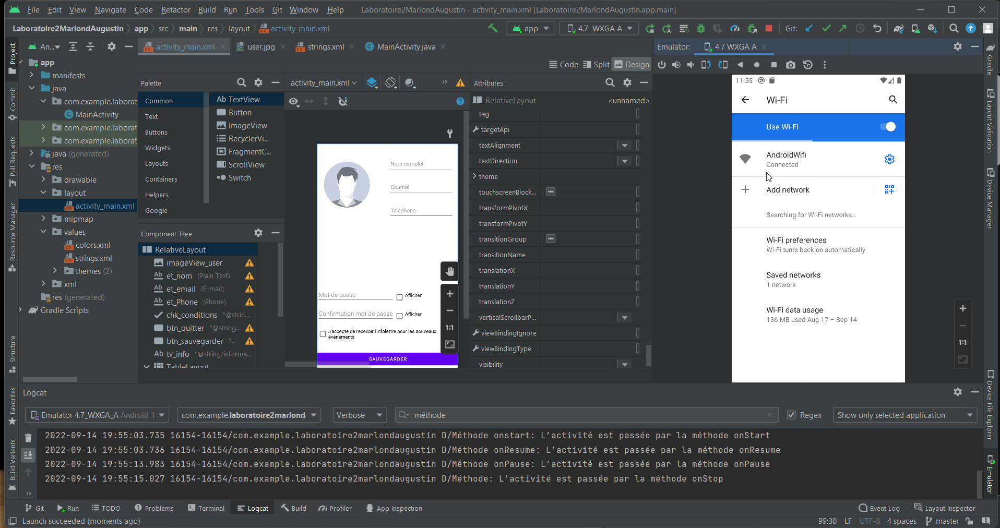 File Edit View Navigate Code Refactor Build Run Tools Git Window Help Laboratoire2MarlondAugustin - activity_main.xml [Laboratoire2MarlondAugustin.app.main]
Laboratoire2MarlondAugustin app src main res layout activity_main.xml app 4.7 WXGA A Git:
Project
Commit
Pull Requests
Resource Manager
Structure
Favorites
Build Variants
An...
app
manifests
java
com.example.laborat
MainActivity
com.example.laborat
com.example.laborat
java (generated)
res
drawable
layout
activity_main.xml
mipmap
values
colors.xml
strings.xml
themes (2)
xml
res (generated)
Gradle Scripts
activity_main.xml user.jpg strings.xml MainActivity.java
Code Split Design
Palette
Common
Text
Buttons
Widgets
Layouts
Containers
Helpers
Google
Ab TextView
Button
ImageView
RecyclerVi...
FragmentC...
ScrollView
Switch
Component Tree
RelativeLayout
imageView_user
Ab et_nom (Plain Text)
Ab et_email (E-mail)
Ab et_Phone (Phone)
chk_conditions "@strin...
btn_quitter "@string...
btn_sauvegarder "...
Ab tv_info "@string/informa...
TableLayout
activity_main.xml
Nom complet
Courriel
Telephone
Mot de passe Afficher
Confirmation mot de passe Afficher
J'accepte de recevoir l'infolettre pour les nouveaux
événements
SAUVEGARDER
1:1
Attributes
RelativeLayout <unnamed>
tag
targetApi
textAlignment
textDirection
theme
touchscreenBlock...
transformPivotX
transformPivotY
transitionGroup
transitionName
translationX
translationY
translationZ
verticalScrollbarP...
viewBindingIgnore
viewBindingType
visibility
Emulator: 4.7 WXGA A
11:55
Wi-Fi
Use Wi-Fi
AndroidWifi
Connected
Add network
Searching for Wi-Fi networks...
Wi-Fi preferences
Wi-Fi turns back on automatically
Saved networks
1 network
Wi-Fi data usage
136 MB used Aug 17 – Sep 14
1:1
Gradle
Layout Validation
Device Manager
Device File Explorer
Emulator
Logcat
Emulator 4.7_WXGA_A Android 1 com.example.laboratoire2marlond Verbose méthode Regex Show only selected application
2022-09-14 19:55:03.735 16154-16154/com.example.laboratoire2marlondaugustin D/Méthode onstart: L'activité est passée par la méthode onStart
2022-09-14 19:55:03.736 16154-16154/com.example.laboratoire2marlondaugustin D/Méthode onResume: L'activité est passée par la méthode onResume
2022-09-14 19:55:13.983 16154-16154/com.example.laboratoire2marlondaugustin D/Méthode onPause: L'activité est passée par la méthode onPause
2022-09-14 19:55:15.027 16154-16154/com.example.laboratoire2marlondaugustin D/Méthode: L'activité est passée par la méthode onStop
Git Run TODO Problems Terminal Logcat Build Profiler App Inspection Event Log Layout Inspector
Launch succeeded (moments ago) 99:30 LF UTF-8 4 spaces master